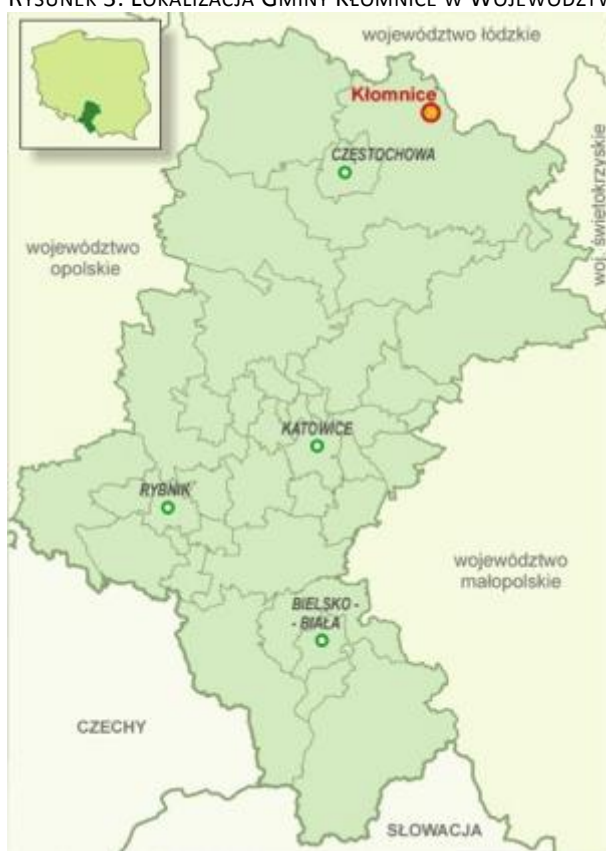 województwo łódzkie
Kłomnice
CZĘSTOCHOWA
woj. świętokrzyskie
województwo
opolskie
KATOWICE
RYBNIK
województwo
małopolskie
BIELSKO -
- BIAŁA
CZECHY
SŁOWACJA